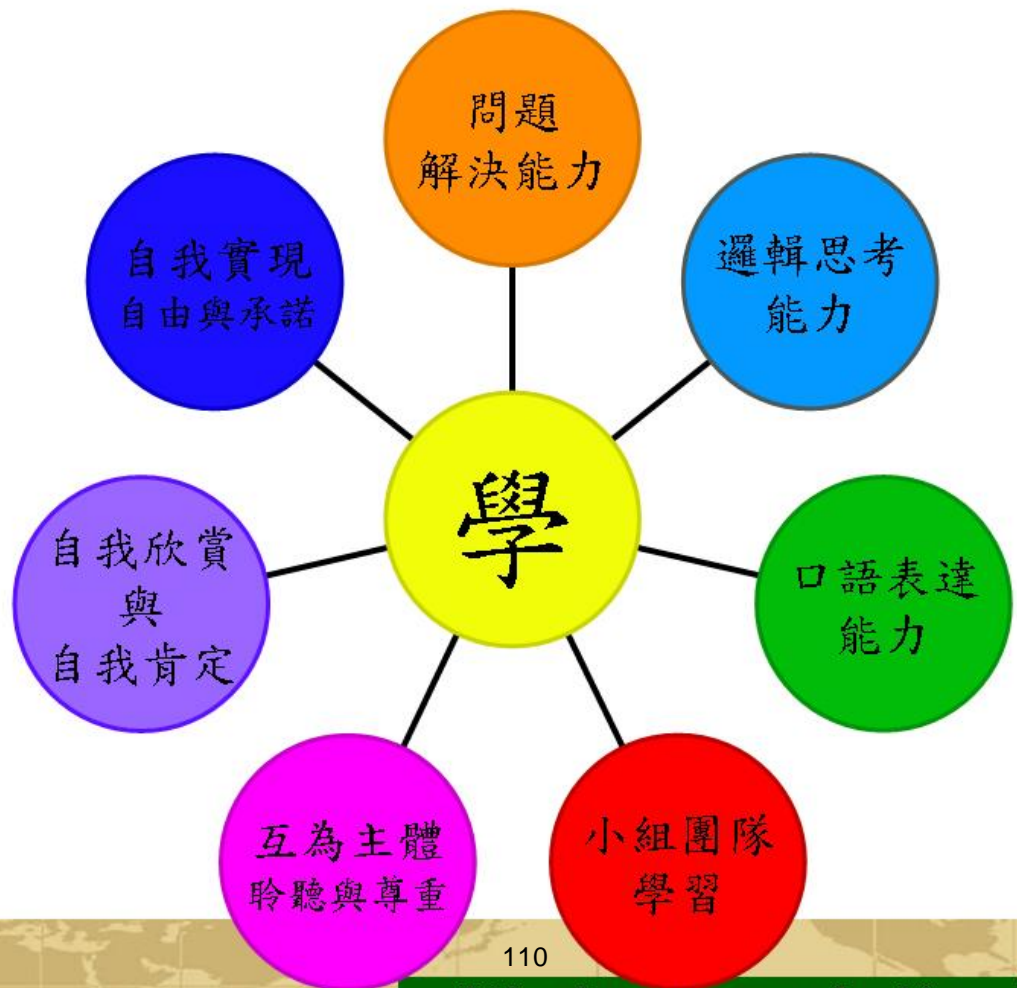 問題
解決能力
邏輯思考
能力
口語表達
能力
小組團隊
學習
互為主體
聆聽與尊重
自我欣賞
與
自我肯定
自我實現
自由與承諾
學
110